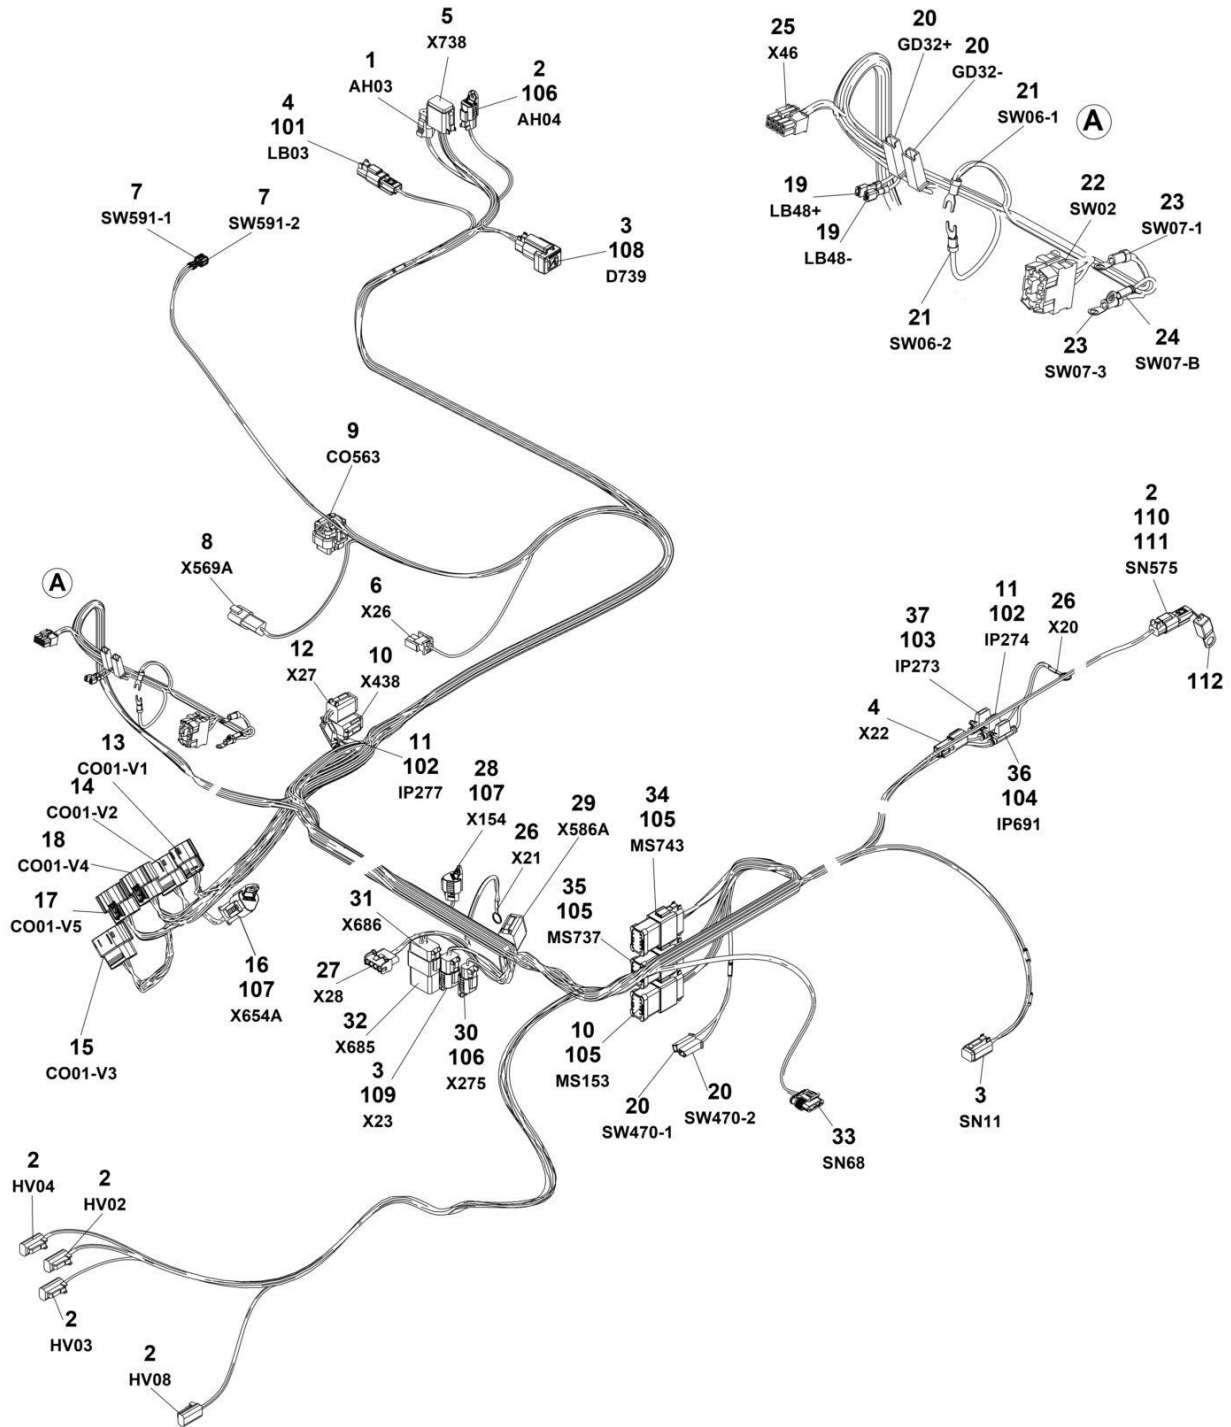 5
X738
1
AH03
2
106
AH04
4
101
LB03
7
SW591-1
7
SW591-2
3
108
D739
25
X46
20
GD32+
20
GD32-
21
SW06-1
A
19
LB48+
19
LB48-
22
SW02
23
SW07-1
21
SW06-2
23
SW07-3
24
SW07-B
9
CO563
8
X569A
A
6
X26
12
X27
10
X438
2
110
111
SN575
11
102
IP274
26
X20
37
103
IP273
112
4
X22
36
104
IP691
13
CO01-V1
14
CO01-V2
18
CO01-V4
17
CO01-V5
11
102
IP277
28
107
X154
26
X21
29
X586A
34
105
MS743
35
105
MS737
31
X686
27
X28
16
107
X654A
15
CO01-V3
32
X685
3
109
X23
30
106
X275
10
105
MS153
20
SW470-1
20
SW470-2
33
SN68
3
SN11
2
HV04
2
HV02
2
HV03
2
HV08